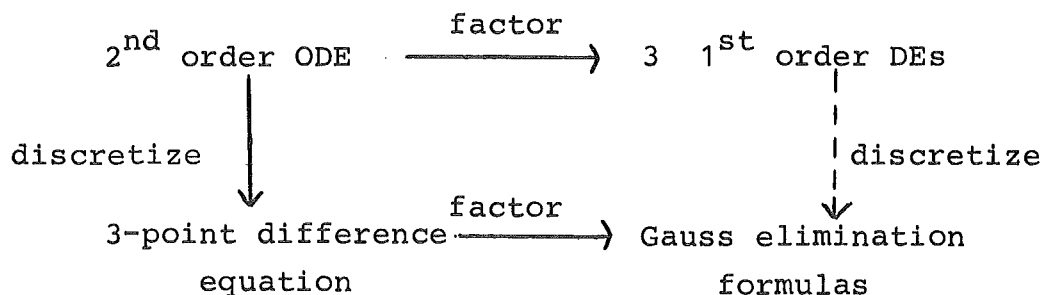 factor
2nd order ODE
3 1st order DEs
discretize
discretize
factor
3-point difference
equation
Gauss elimination
formulas